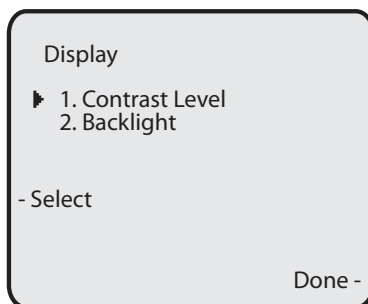 Display
1. Contrast Level
2. Backlight
- Select
Done -